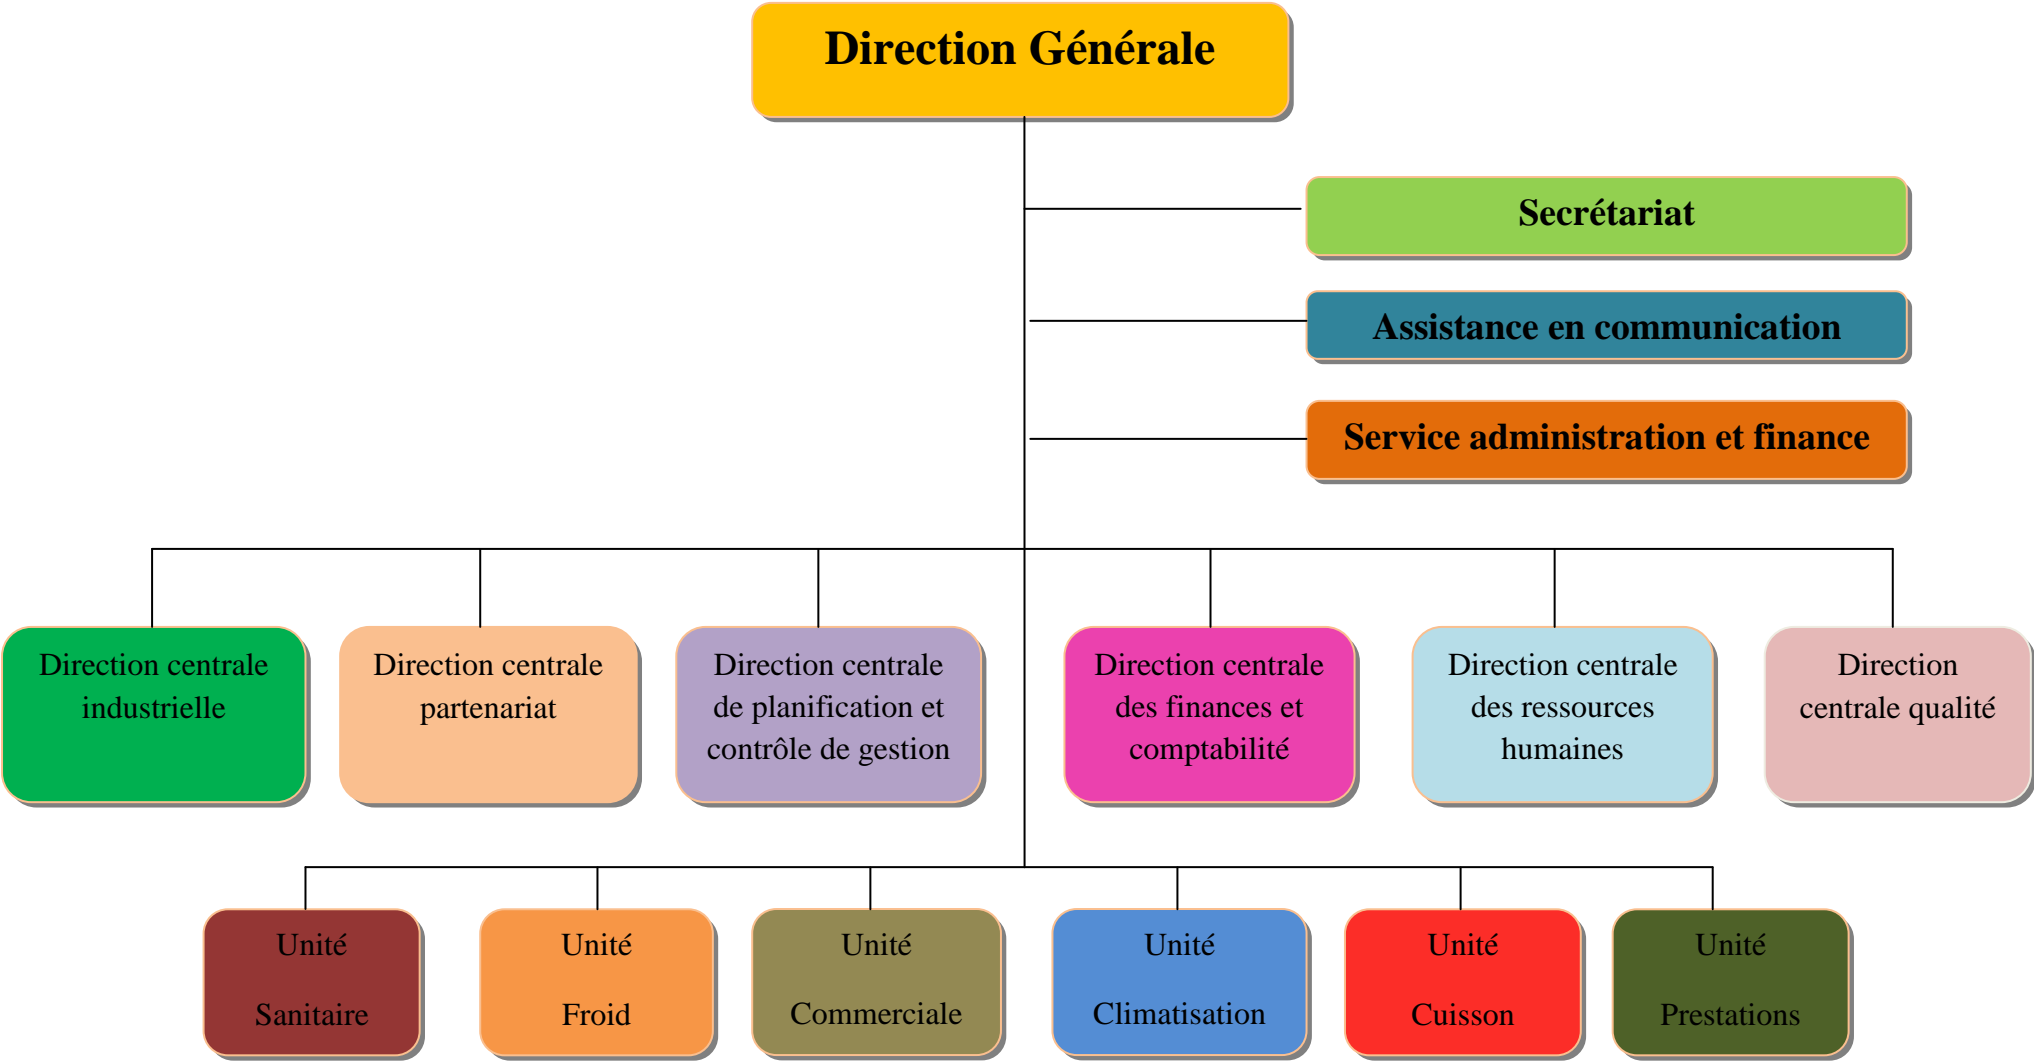 Direction Générale
Secrétariat
Assistance en communication
Service administration et finance
Direction centrale
industrielle
Direction centrale
partenariat
Direction centrale
de planification et
contrôle de gestion
Direction centrale
des finances et
comptabilité
Direction centrale
des ressources
humaines
Direction
centrale qualité
Unité
Sanitaire
Unité
Froid
Unité
Commerciale
Unité
Climatisation
Unité
Cuisson
Unité
Prestations